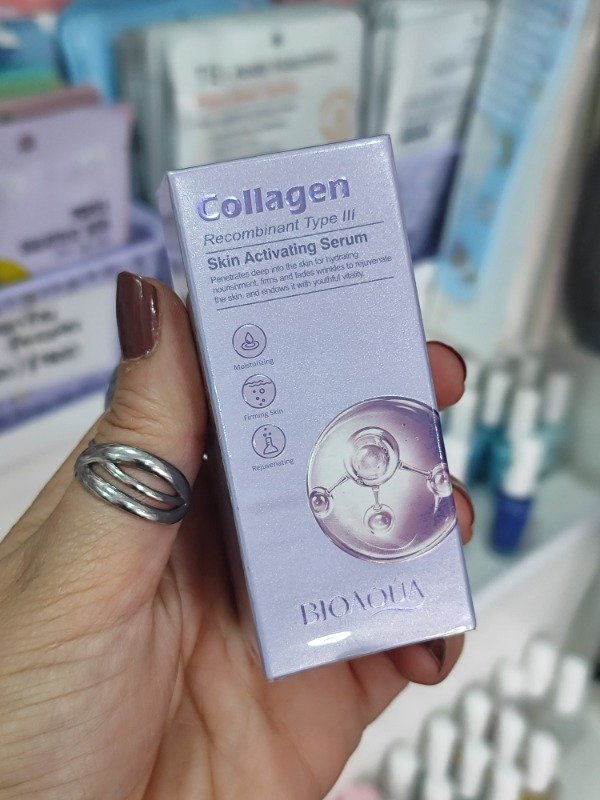 Collagen
Recombinant Type III
Skin Activating Serum
Penetrates deep into the skin for hydrating
nourishment, firms and fades wrinkles to rejuvenate
the skin, and endows it with youthful vitality.
Moisturizing
Firming Skin
Rejuvenating
BIOAQUA